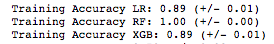 Training Accuracy LR: 0.89 (+/- 0.01)
Training Accuracy RF: 1.00 (+/- 0.00)
Training Accuracy XGB: 0.89 (+/- 0.01)